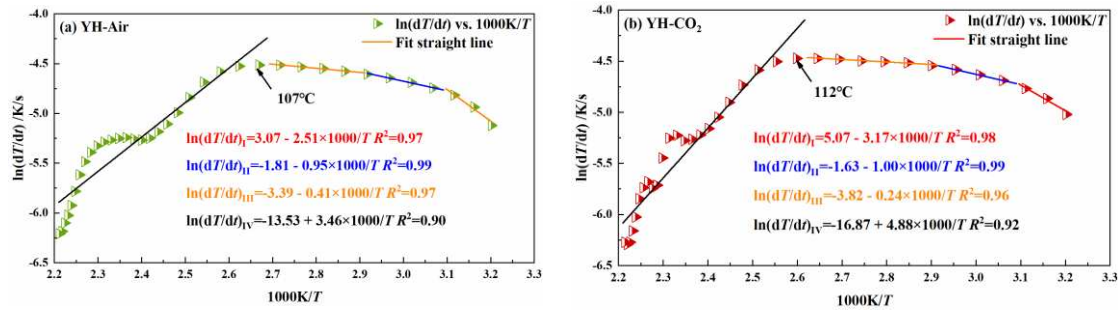 (a) YH-Air
ln(dT/dt) vs. 1000K/T
Fit straight line
107°C
ln(dT/dt)I=3.07 - 2.51×1000/T R²=0.97
ln(dT/dt)II=-1.81 - 0.95×1000/T R²=0.99
ln(dT/dt)III=-3.39 - 0.41×1000/T R²=0.97
ln(dT/dt)IV=-13.53 + 3.46×1000/T R²=0.90
ln(dT/dt) /K/s
-4.0
-4.5
-5.0
-5.5
-6.0
-6.5
2.2 2.3 2.4 2.5 2.6 2.7 2.8 2.9 3.0 3.1 3.2 3.3
1000K/T
(b) YH-CO₂
ln(dT/dt) vs. 1000K/T
Fit straight line
112°C
ln(dT/dt)I=5.07 - 3.17×1000/T R²=0.98
ln(dT/dt)II=-1.63 - 1.00×1000/T R²=0.99
ln(dT/dt)III=-3.82 - 0.24×1000/T R²=0.96
ln(dT/dt)IV=-16.87 + 4.88×1000/T R²=0.92
ln(dT/dt) /K/s
-4.0
-4.5
-5.0
-5.5
-6.0
-6.5
2.2 2.3 2.4 2.5 2.6 2.7 2.8 2.9 3.0 3.1 3.2 3.3
1000K/T